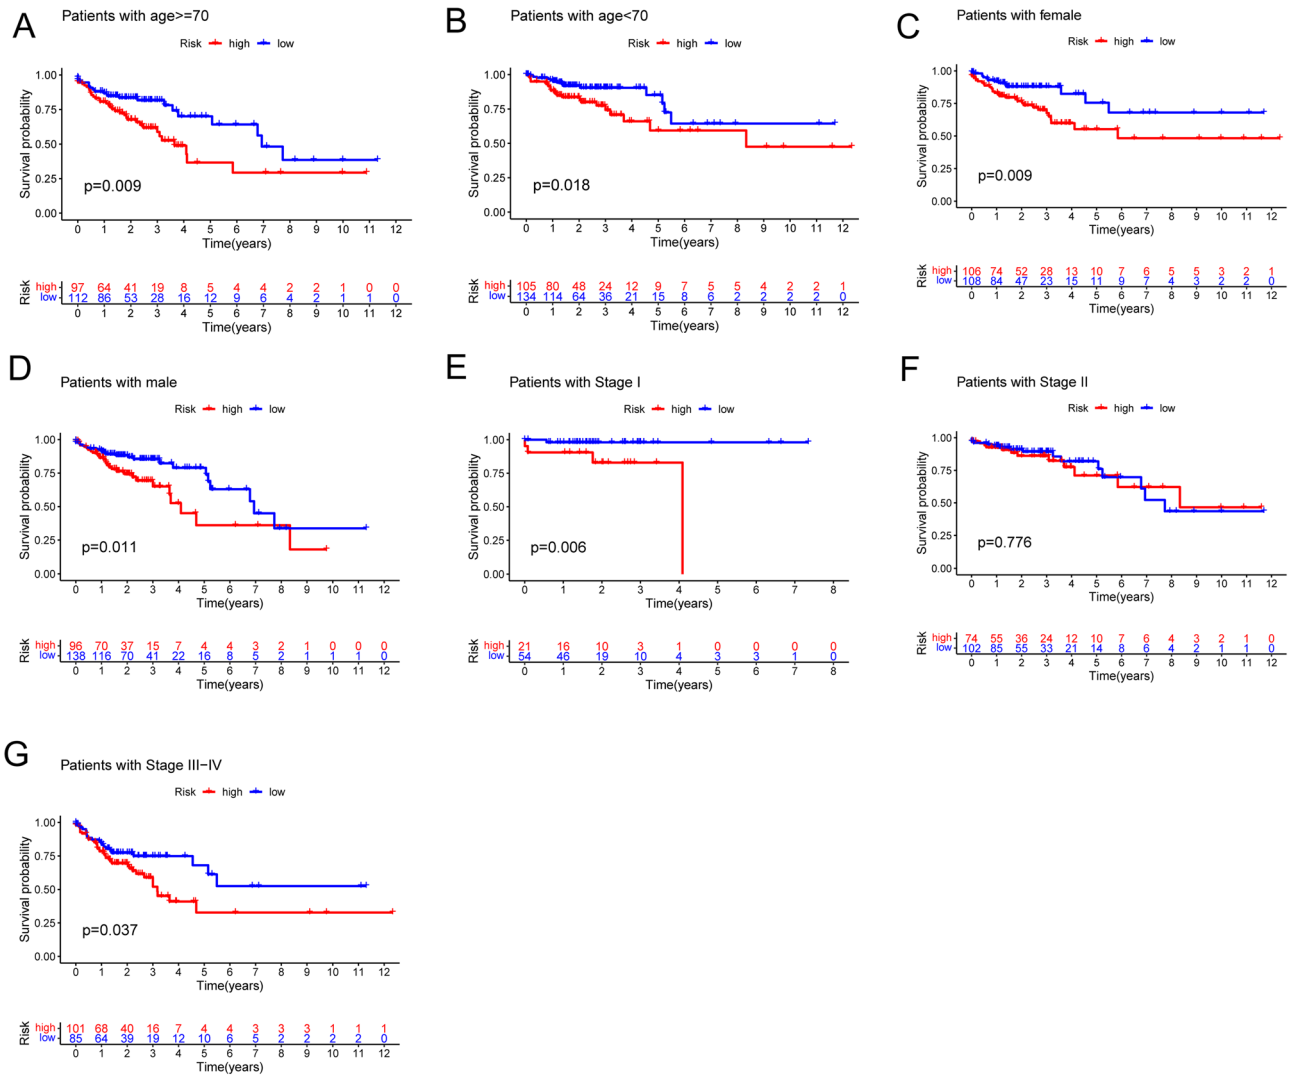 A
Patients with age>=70
Risk high low
Survival probability
1.00
0.75
0.50
0.25
0.00
p=0.009
0 1 2 3 4 5 6 7 8 9 10 11 12
Time(years)
Risk
high 97 64 41 19 8 5 4 4 2 2 1 0 0
low 112 86 53 28 16 12 9 6 4 2 1 1 0
0 1 2 3 4 5 6 7 8 9 10 11 12
Time(years)
B
Patients with age<70
Risk high low
Survival probability
1.00
0.75
0.50
0.25
0.00
p=0.018
0 1 2 3 4 5 6 7 8 9 10 11 12
Time(years)
Risk
high 105 80 48 24 12 9 7 5 5 4 2 2 1
low 134 114 64 36 21 15 8 6 2 2 2 2 0
0 1 2 3 4 5 6 7 8 9 10 11 12
Time(years)
C
Patients with female
Risk high low
Survival probability
1.00
0.75
0.50
0.25
0.00
p=0.009
0 1 2 3 4 5 6 7 8 9 10 11 12
Time(years)
Risk
high 106 74 52 28 13 10 7 6 5 5 3 2 1
low 108 84 47 23 15 11 9 7 4 3 2 2 0
0 1 2 3 4 5 6 7 8 9 10 11 12
Time(years)
D
Patients with male
Risk high low
Survival probability
1.00
0.75
0.50
0.25
0.00
p=0.011
0 1 2 3 4 5 6 7 8 9 10 11 12
Time(years)
Risk
high 96 70 37 15 7 4 4 3 2 1 0 0 0
low 138 116 70 41 22 16 8 5 2 1 1 1 0
0 1 2 3 4 5 6 7 8 9 10 11 12
Time(years)
E
Patients with Stage I
Risk high low
Survival probability
1.00
0.75
0.50
0.25
0.00
p=0.006
0 1 2 3 4 5 6 7 8
Time(years)
Risk
high 21 16 10 3 1 0 0 0 0
low 54 46 19 10 4 3 3 1 0
0 1 2 3 4 5 6 7 8
Time(years)
F
Patients with Stage II
Risk high low
Survival probability
1.00
0.75
0.50
0.25
0.00
p=0.776
0 1 2 3 4 5 6 7 8 9 10 11 12
Time(years)
Risk
high 74 55 36 24 12 10 7 6 4 3 2 1 0
low 102 85 55 33 21 14 8 6 4 2 1 1 0
0 1 2 3 4 5 6 7 8 9 10 11 12
Time(years)
G
Patients with Stage III−IV
Risk high low
Survival probability
1.00
0.75
0.50
0.25
0.00
p=0.037
0 1 2 3 4 5 6 7 8 9 10 11 12
Time(years)
Risk
high 101 68 40 16 7 4 4 3 3 3 1 1 1
low 85 64 39 19 12 10 6 5 2 2 2 2 0
0 1 2 3 4 5 6 7 8 9 10 11 12
Time(years)